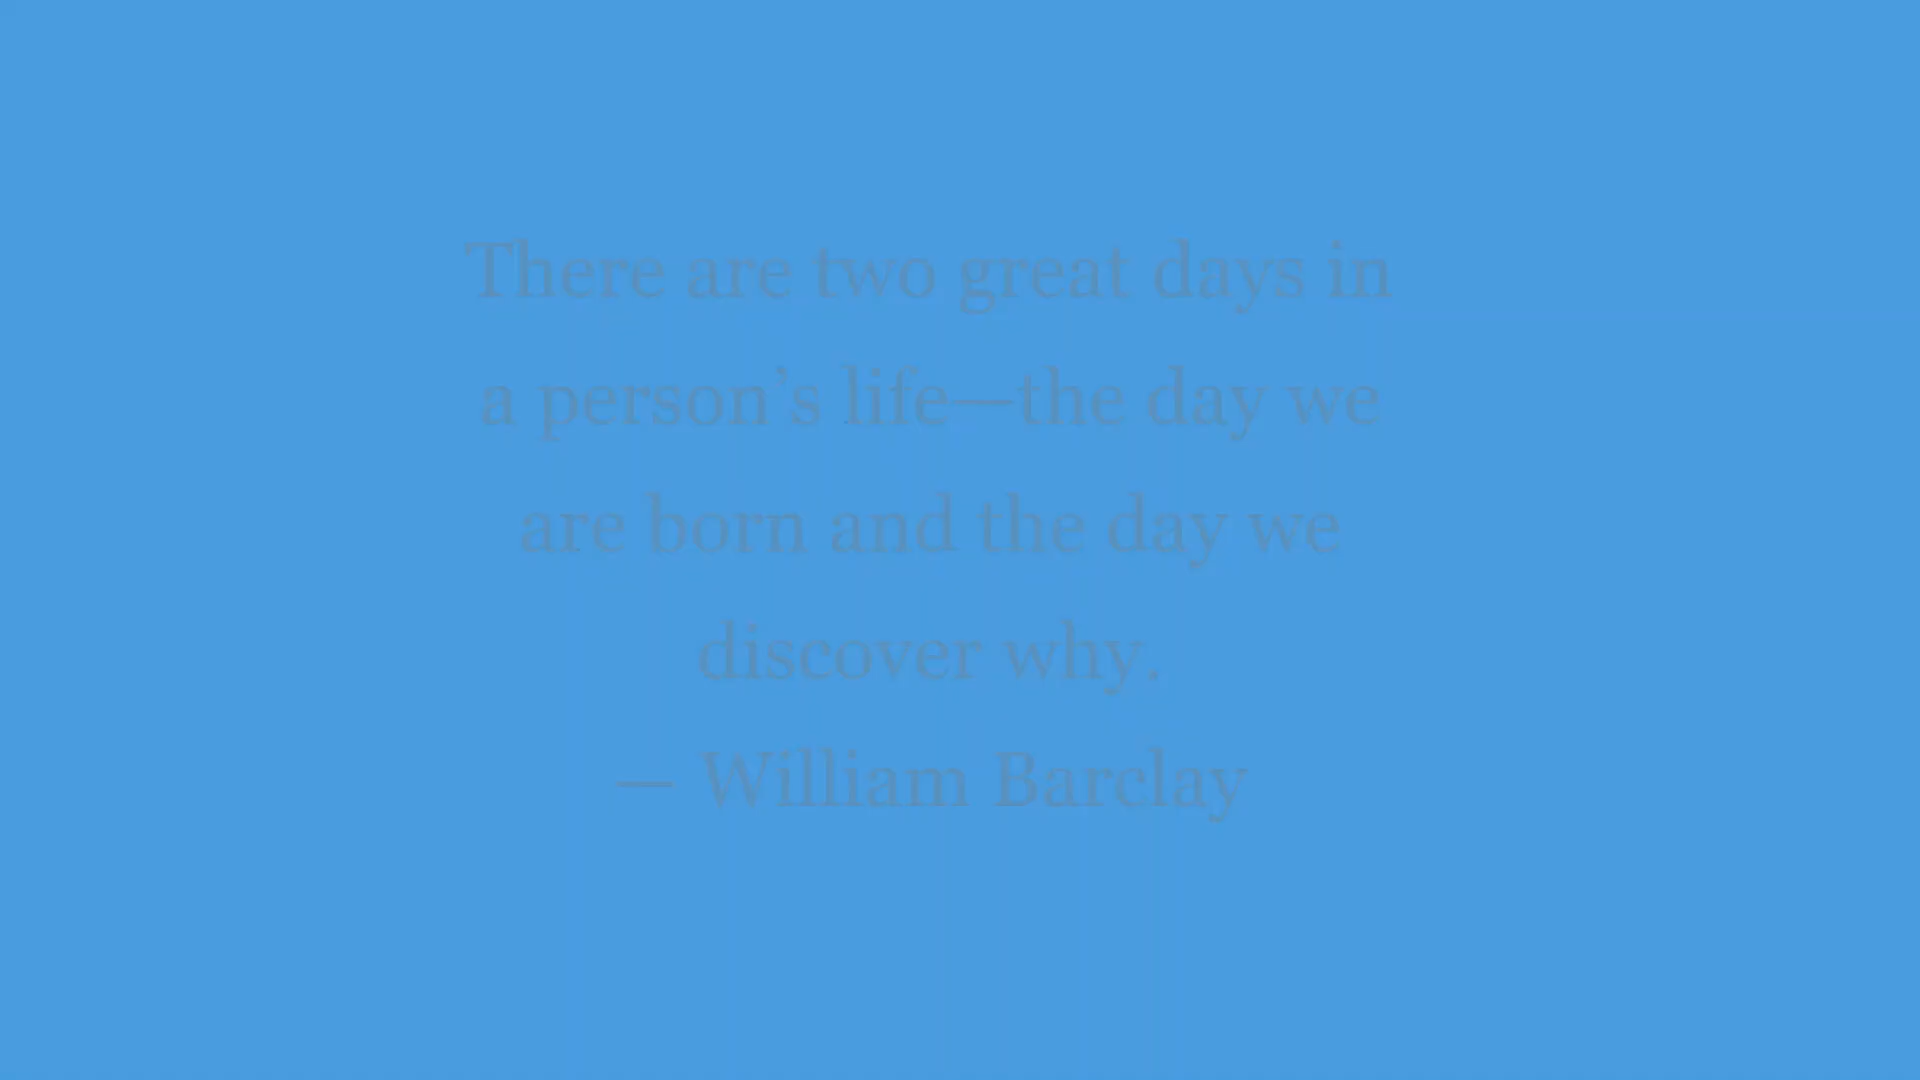 There are two great days in
a person’s life—the day we
are born and the day we
discover why.
— William Barclay